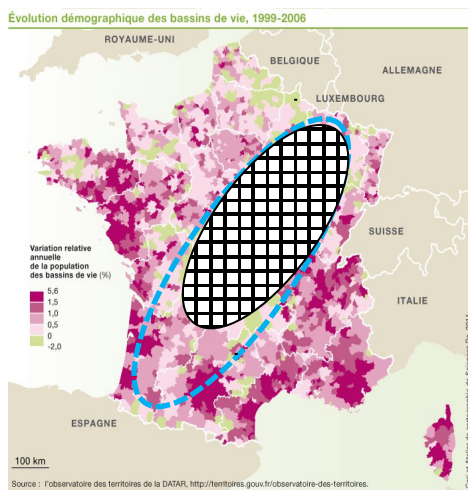 Évolution démographique des bassins de vie, 1999-2006
ROYAUME-UNI
BELGIQUE
ALLEMAGNE
LUXEMBOURG
SUISSE
Variation relative
annuelle
de la population
des bassins de vie (%)
5,6
1,5
1,0
0,5
0
-2,0
ITALIE
ESPAGNE
100 km
Source : l'observatoire des territoires de la DATAR, http://territoires.gouv.fr/observatoire-des-territoires.